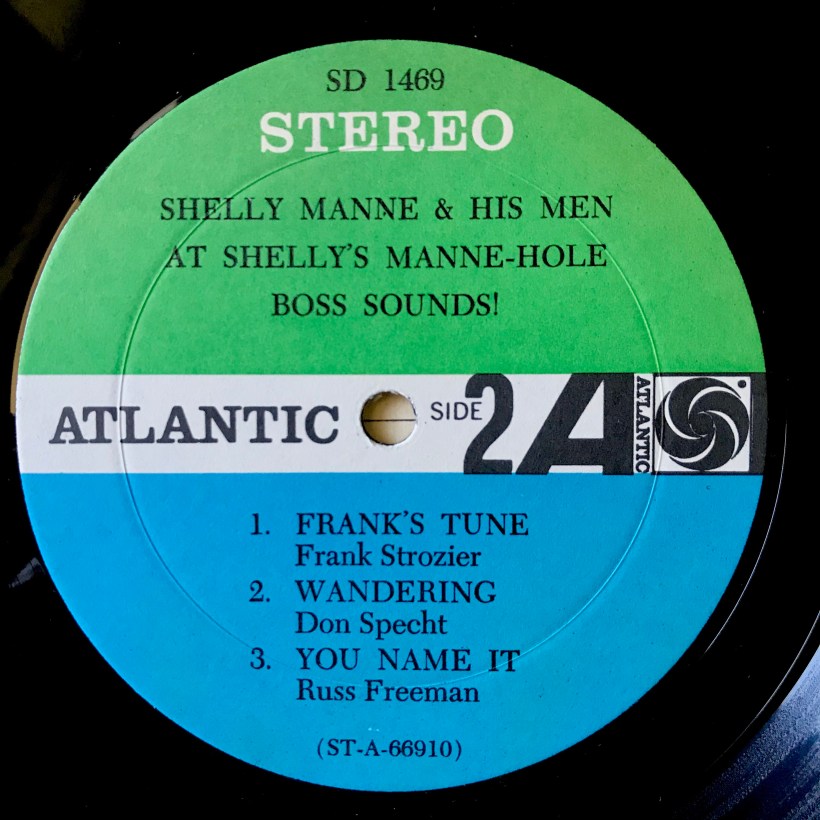 SD 1469
STEREO
SHELLY MANNE & HIS MEN
AT SHELLY'S MANNE-HOLE
BOSS SOUNDS!
ATLANTIC SIDE 2 A ATLANTIC
1. FRANK'S TUNE
Frank Strozier
2. WANDERING
Don Specht
3. YOU NAME IT
Russ Freeman
(ST-A-66910)